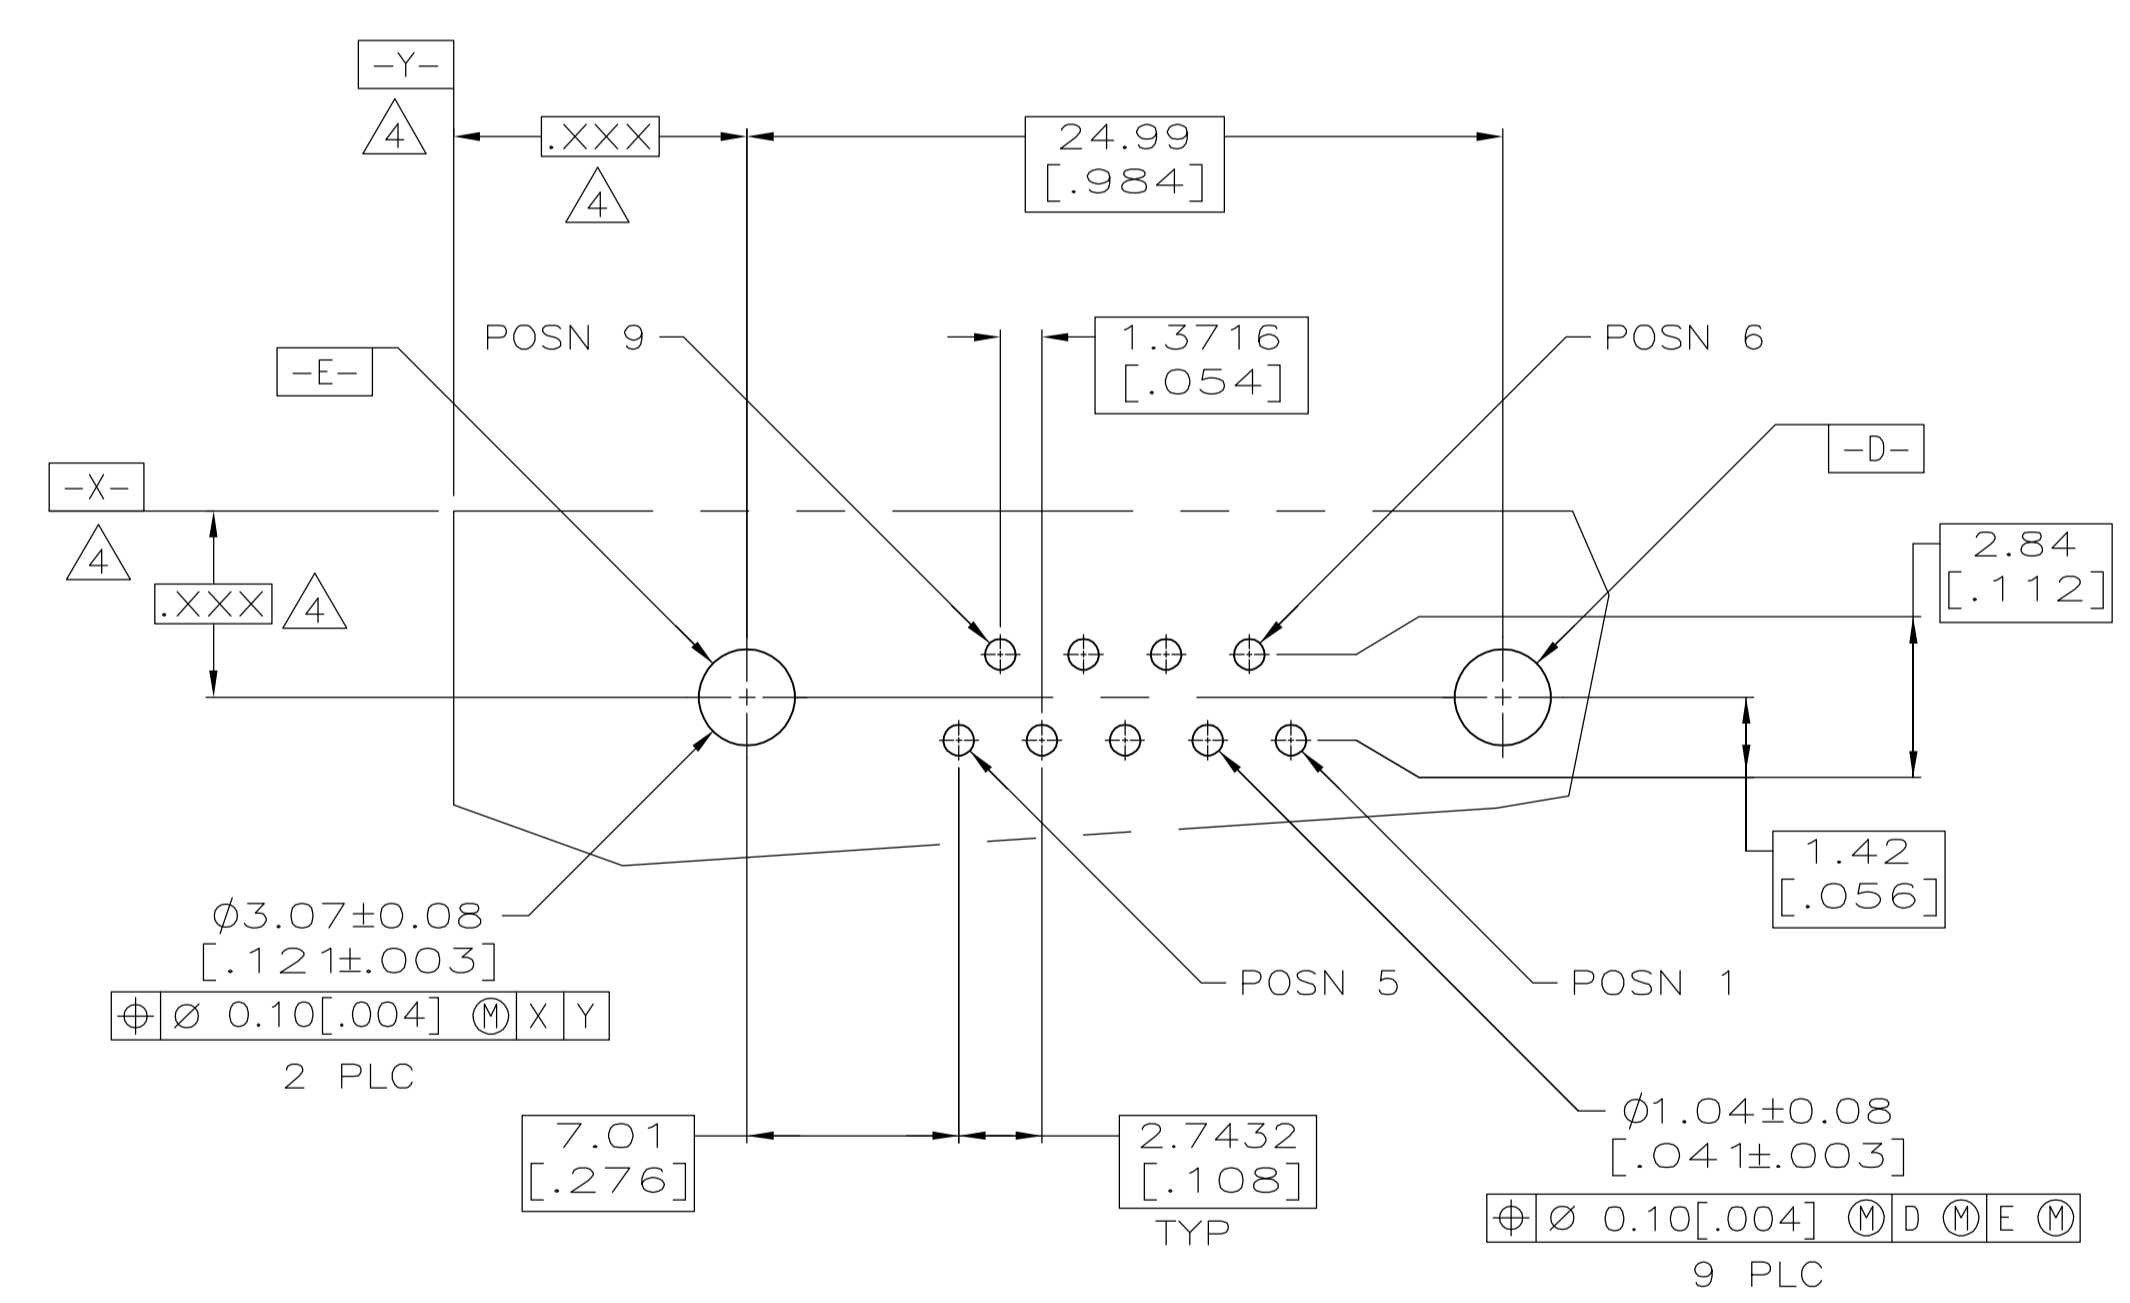 -Y-
4
.XXX
4
24.99
[.984]
POSN 9
1.3716
[.054]
POSN 6
-E-
-D-
-X-
4
.XXX
4
2.84
[.112]
1.42
[.056]
Ø3.07±0.08
[.121±.003]
⌖ Ø 0.10[.004] Ⓜ X Y
2 PLC
POSN 5
POSN 1
7.01
[.276]
2.7432
[.108]
TYP
Ø1.04±0.08
[.041±.003]
⌖ Ø 0.10[.004] Ⓜ D Ⓜ E Ⓜ
9 PLC